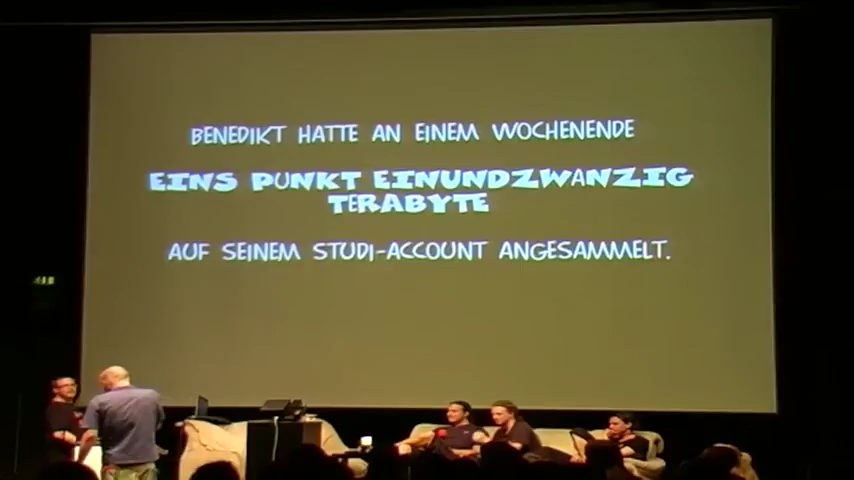 BENEDIKT HATTE AN EINEM WOCHENENDE
EINS PUNKT EINUNDZWANZIG
TERABYTE
AUF SEINEM STUDI-ACCOUNT ANGESAMMELT.